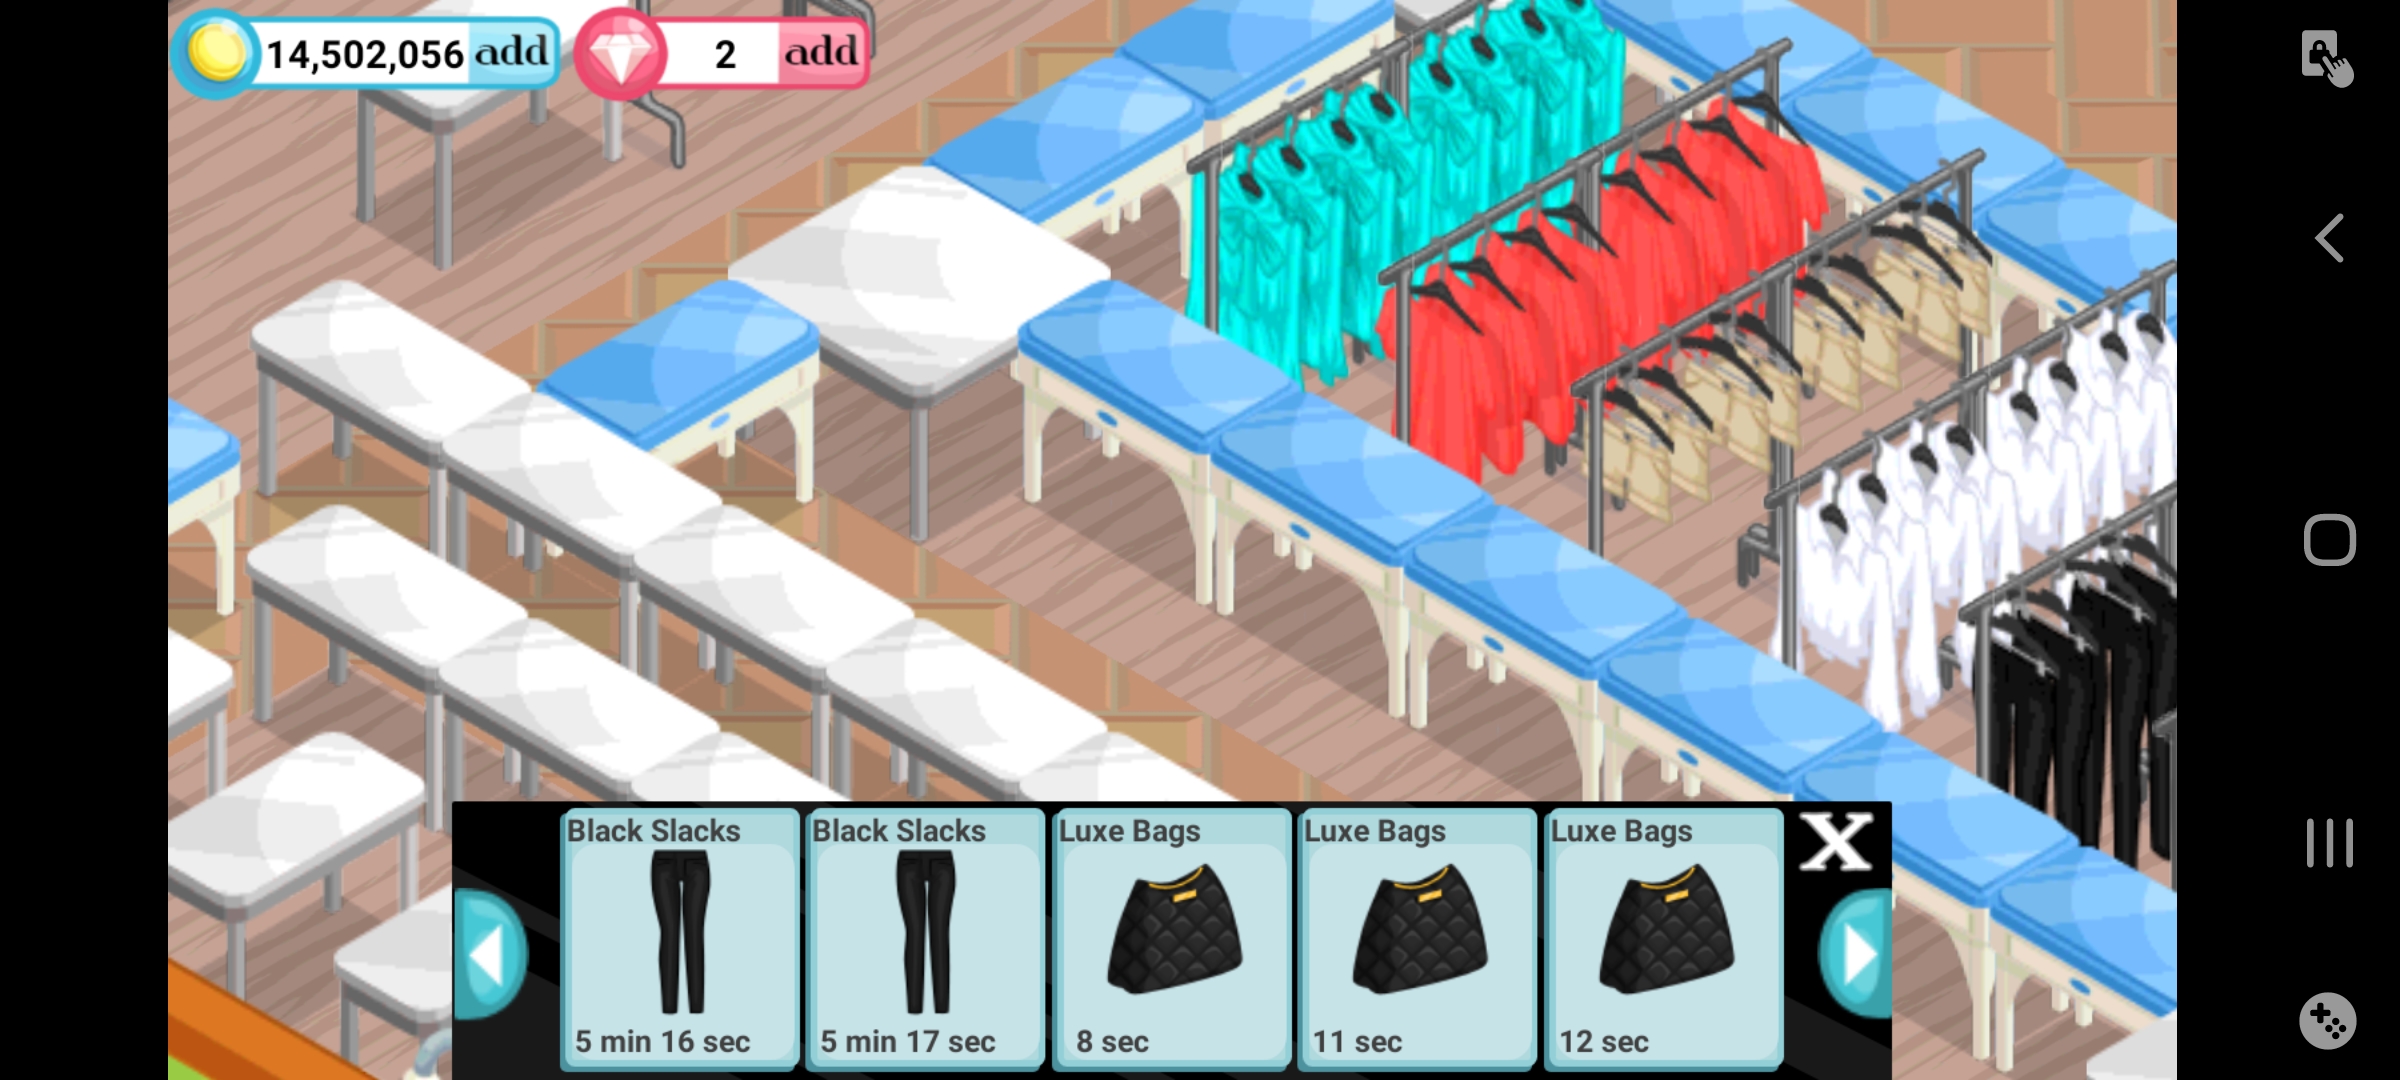 14,502,056 add
2 add
Black Slacks
5 min 16 sec
Black Slacks
5 min 17 sec
Luxe Bags
8 sec
Luxe Bags
11 sec
Luxe Bags
12 sec
X